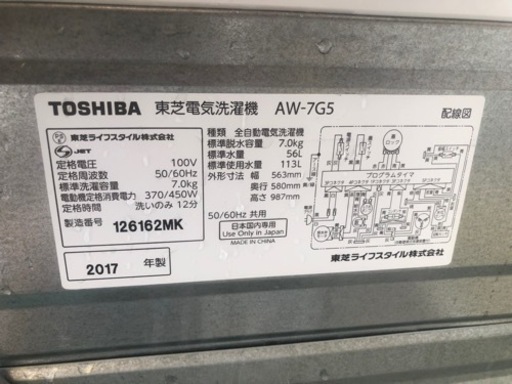 TOSHIBA 東芝電気洗濯機 AW-7G5 配線図
東芝ライフスタイル株式会社
JET
定格電圧 100V
定格周波数 50/60Hz
標準洗濯容量 7.0kg
電動機定格消費電力 370/450W
定格時間 洗いのみ 12分
製造番号 126162MK
2017 年製
種類 全自動電気洗濯機
標準脱水容量 7.0kg
標準水量 56L
標準使用水量 113L
外形寸法 幅 563mm
奥行 580mm
高さ 987mm
50/60Hz 共用
日本国内専用
Use Only in Japan
MADE IN CHINA
プログラムタイマ
東芝ライフスタイル株式会社